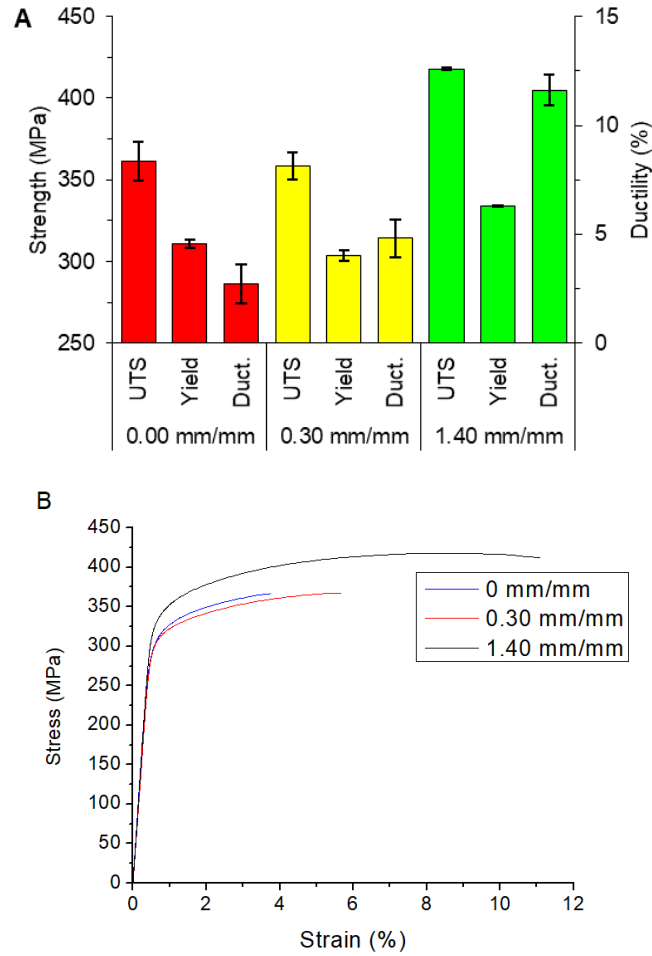 A
Strength (MPa)
450
400
350
300
250
15
10
5
0
Ductility (%)
UTS Yield Duct. UTS Yield Duct. UTS Yield Duct.
0.00 mm/mm 0.30 mm/mm 1.40 mm/mm
B
Stress (MPa)
450
400
350
300
250
200
150
100
50
0
0 mm/mm
0.30 mm/mm
1.40 mm/mm
0 2 4 6 8 10 12
Strain (%)